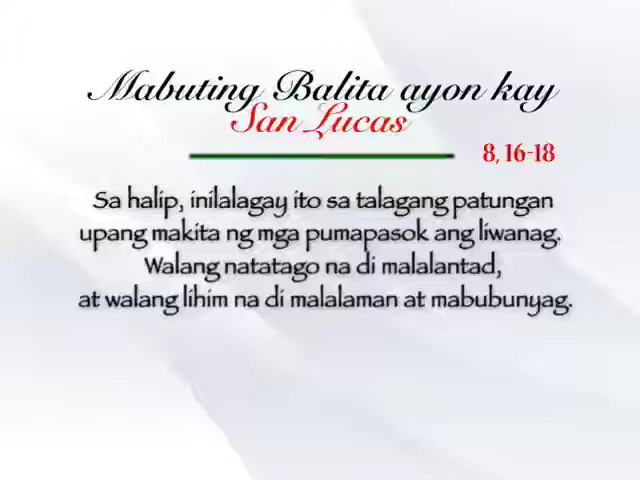 Mabuting Balita ayon kay
San Lucas
8, 16-18
Sa halip, inilalagay ito sa talagang patungan
upang makita ng mga pumapasok ang liwanag.
Walang natatago na di malalantad,
at walang lihim na di malalaman at mabubunyag.